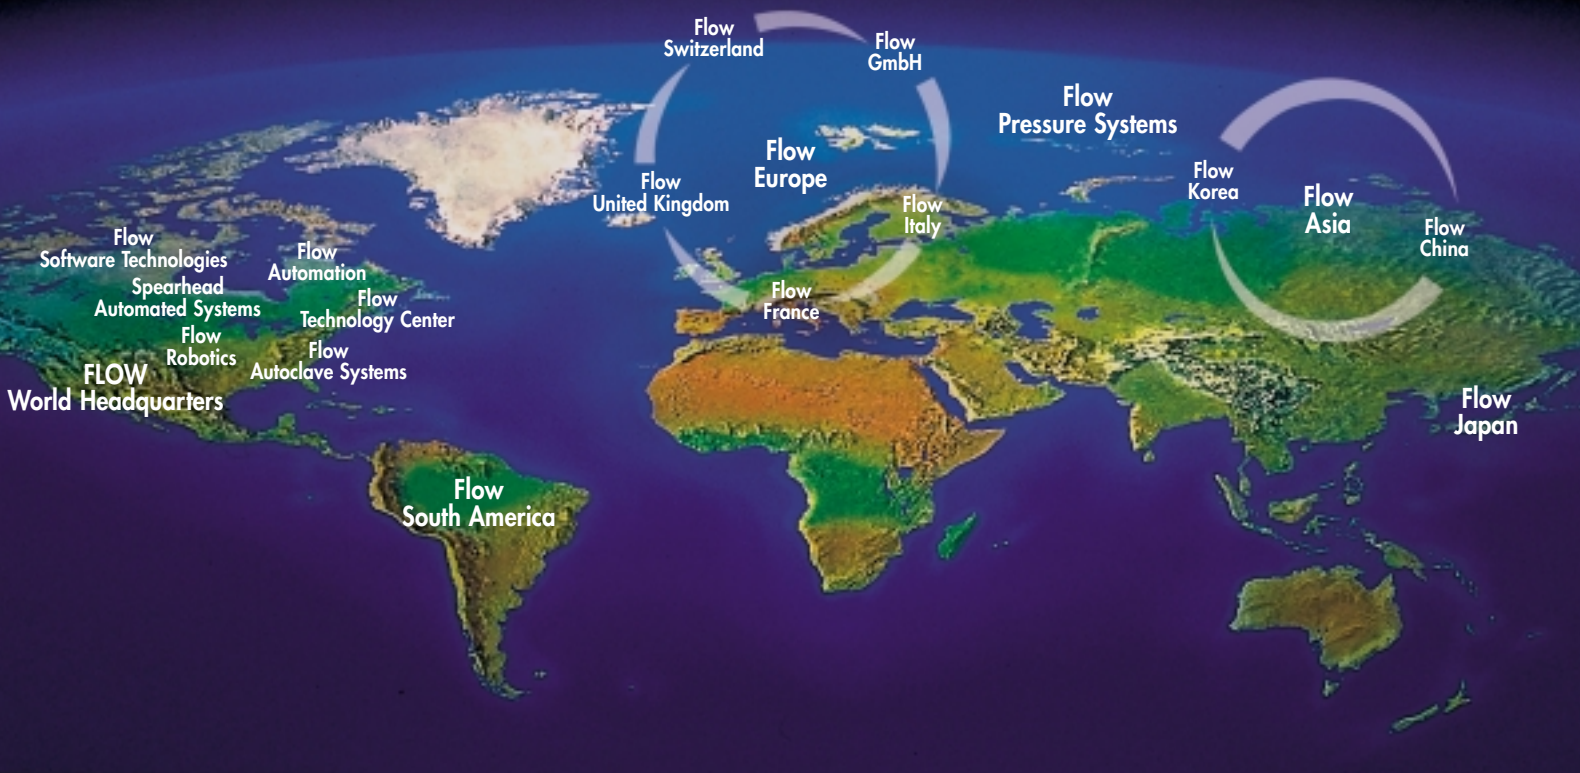 Flow
Switzerland
Flow
GmbH
Flow
Pressure Systems
Flow
Europe
Flow
United Kingdom
Flow
Italy
Flow
France
Flow
Korea
Flow
Asia
Flow
China
Flow
Japan
Flow
Software Technologies
Flow
Automation
Spearhead
Automated Systems
Flow
Technology Center
Flow
Robotics
Flow
Autoclave Systems
FLOW
World Headquarters
Flow
South America